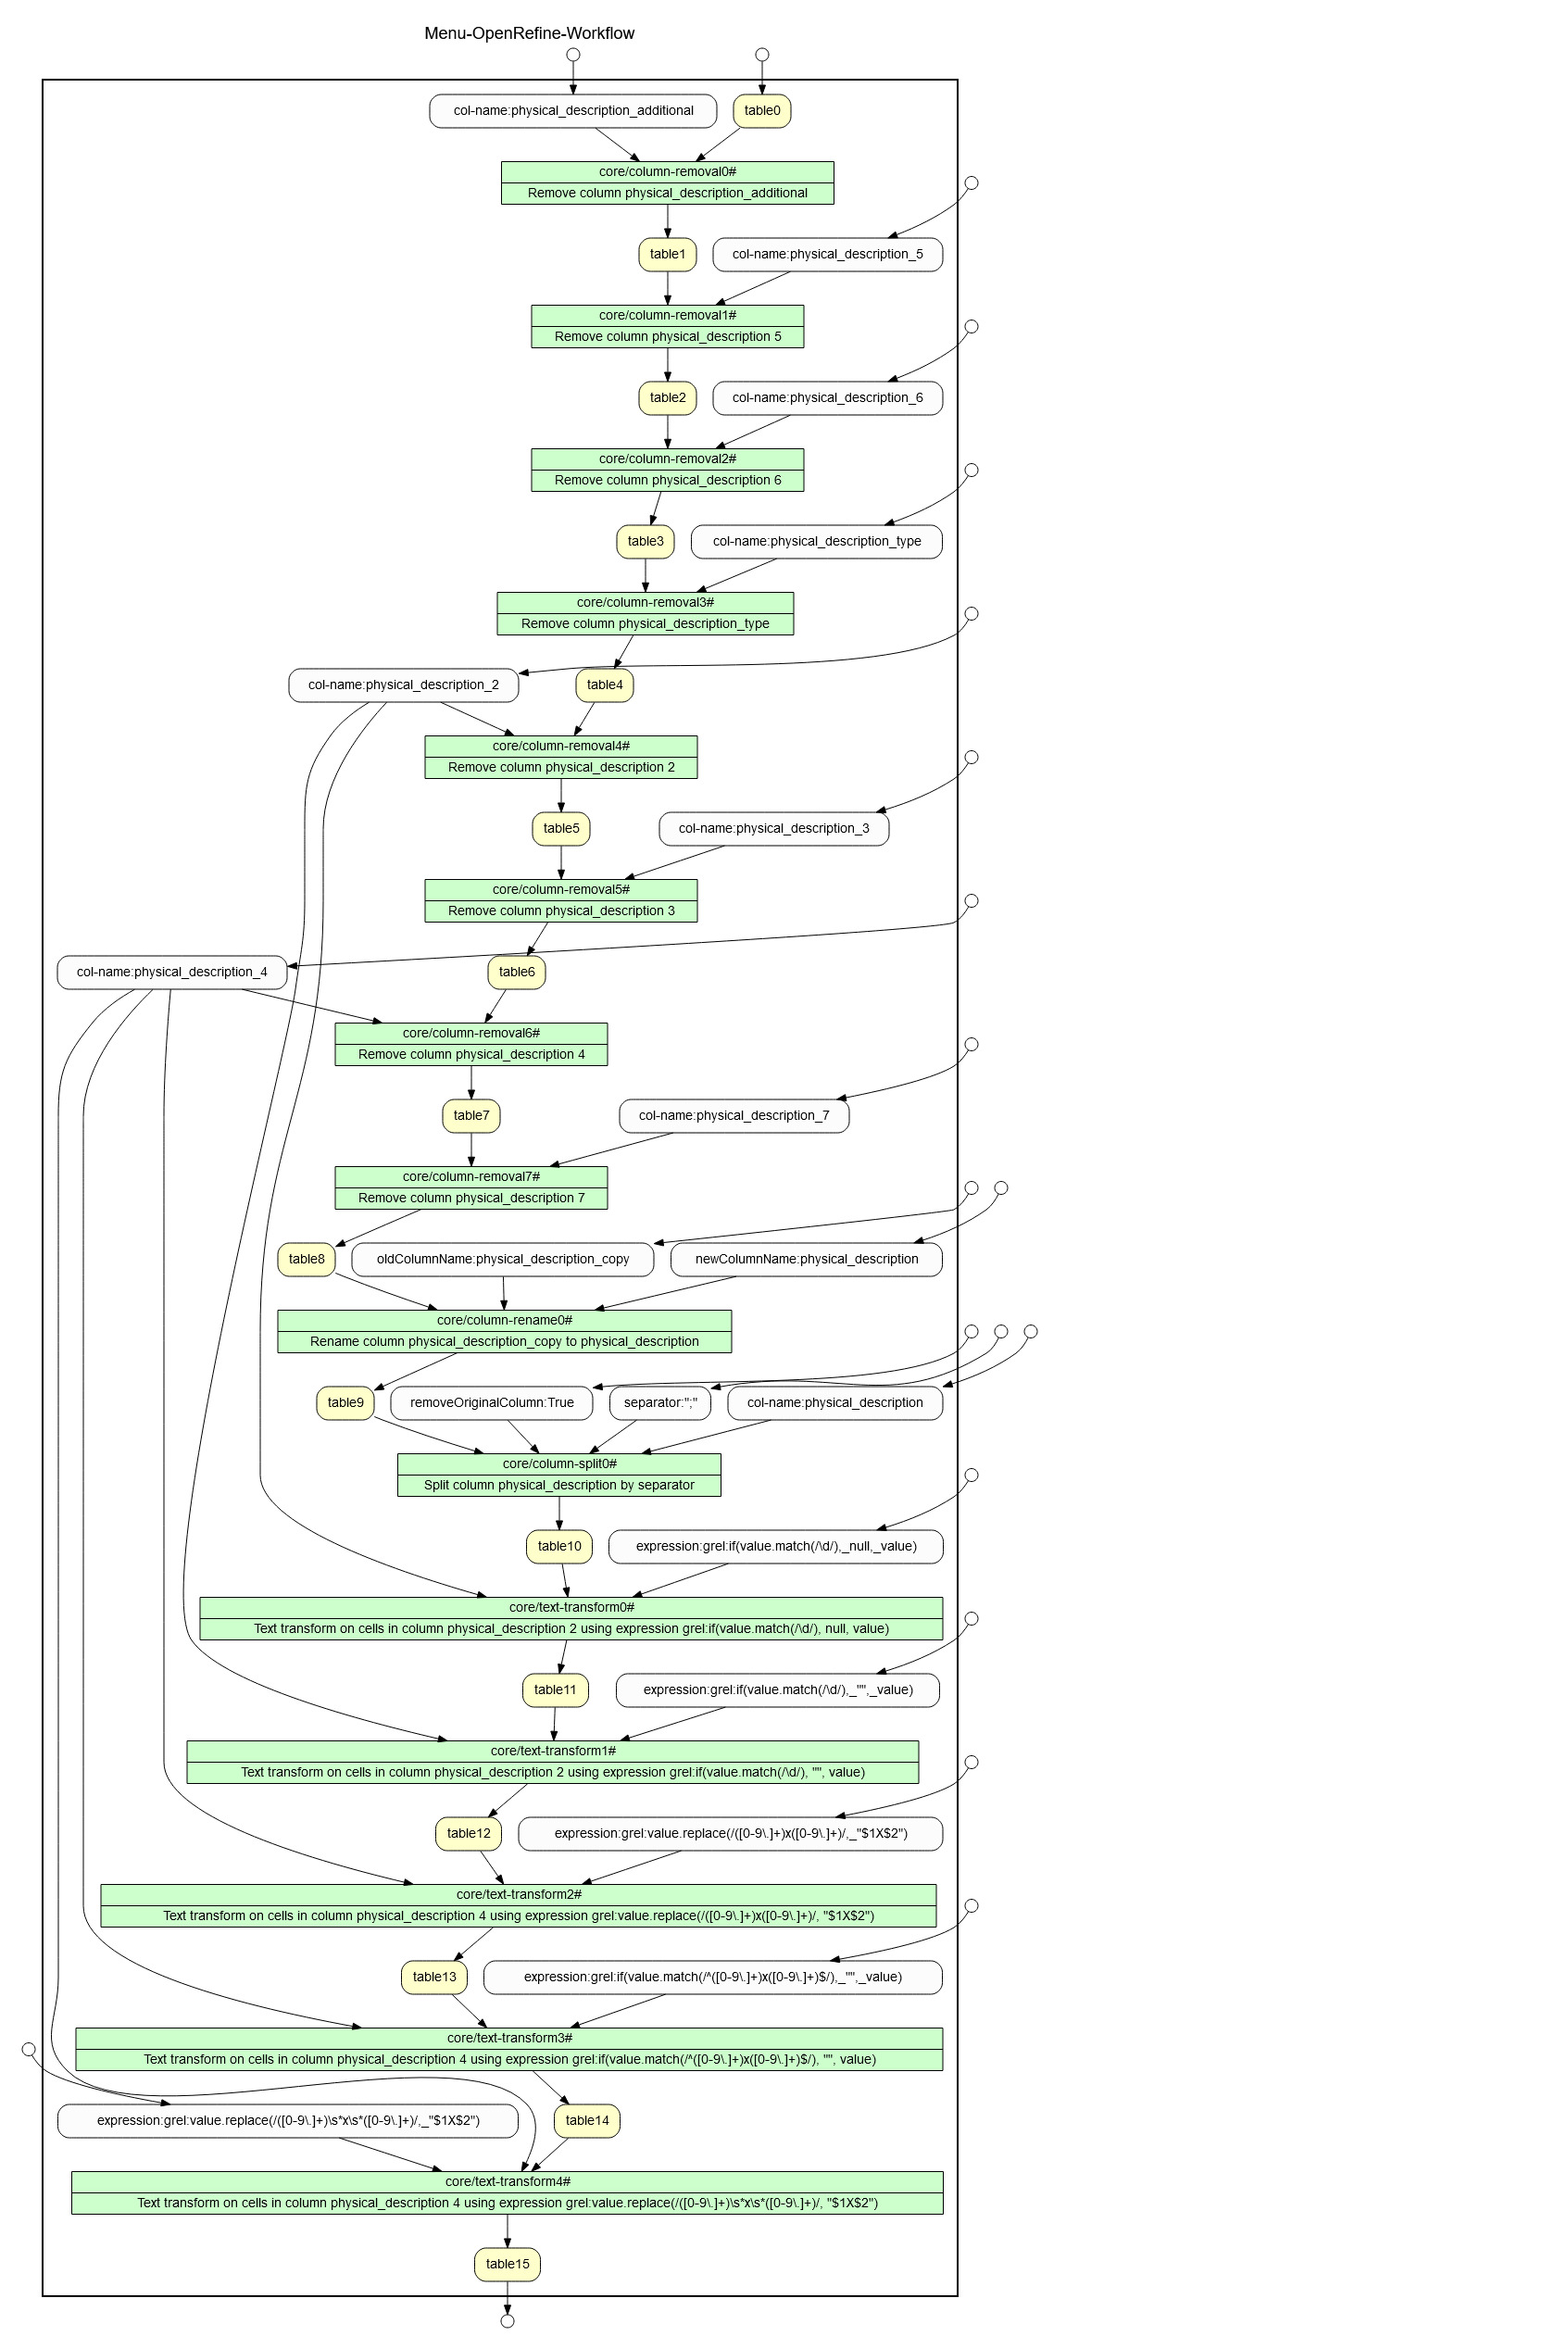 Menu-OpenRefine-Workflow
col-name:physical_description_additional
table0
core/column-removal0#
Remove column physical_description_additional
table1
col-name:physical_description_5
core/column-removal1#
Remove column physical_description 5
table2
col-name:physical_description_6
core/column-removal2#
Remove column physical_description 6
table3
col-name:physical_description_type
core/column-removal3#
Remove column physical_description_type
col-name:physical_description_2
table4
core/column-removal4#
Remove column physical_description 2
table5
col-name:physical_description_3
core/column-removal5#
Remove column physical_description 3
col-name:physical_description_4
table6
core/column-removal6#
Remove column physical_description 4
table7
col-name:physical_description_7
core/column-removal7#
Remove column physical_description 7
table8
oldColumnName:physical_description_copy
newColumnName:physical_description
core/column-rename0#
Rename column physical_description_copy to physical_description
table9
removeOriginalColumn:True
separator:";"
col-name:physical_description
core/column-split0#
Split column physical_description by separator
table10
expression:grel:if(value.match(/\d/),_null,_value)
core/text-transform0#
Text transform on cells in column physical_description 2 using expression grel:if(value.match(/\d/), null, value)
table11
expression:grel:if(value.match(/\d/),_"",_value)
core/text-transform1#
Text transform on cells in column physical_description 2 using expression grel:if(value.match(/\d/), "", value)
table12
expression:grel:value.replace(/([0-9\.]+)x([0-9\.]+)/,_"$1X$2")
core/text-transform2#
Text transform on cells in column physical_description 4 using expression grel:value.replace(/([0-9\.]+)x([0-9\.]+)/, "$1X$2")
table13
expression:grel:if(value.match(/^([0-9\.]+)x([0-9\.]+)$/),_"",_value)
core/text-transform3#
Text transform on cells in column physical_description 4 using expression grel:if(value.match(/^([0-9\.]+)x([0-9\.]+)$/), "", value)
expression:grel:value.replace(/([0-9\.]+)\s*x\s*([0-9\.]+)/,_"$1X$2")
table14
core/text-transform4#
Text transform on cells in column physical_description 4 using expression grel:value.replace(/([0-9\.]+)\s*x\s*([0-9\.]+)/, "$1X$2")
table15